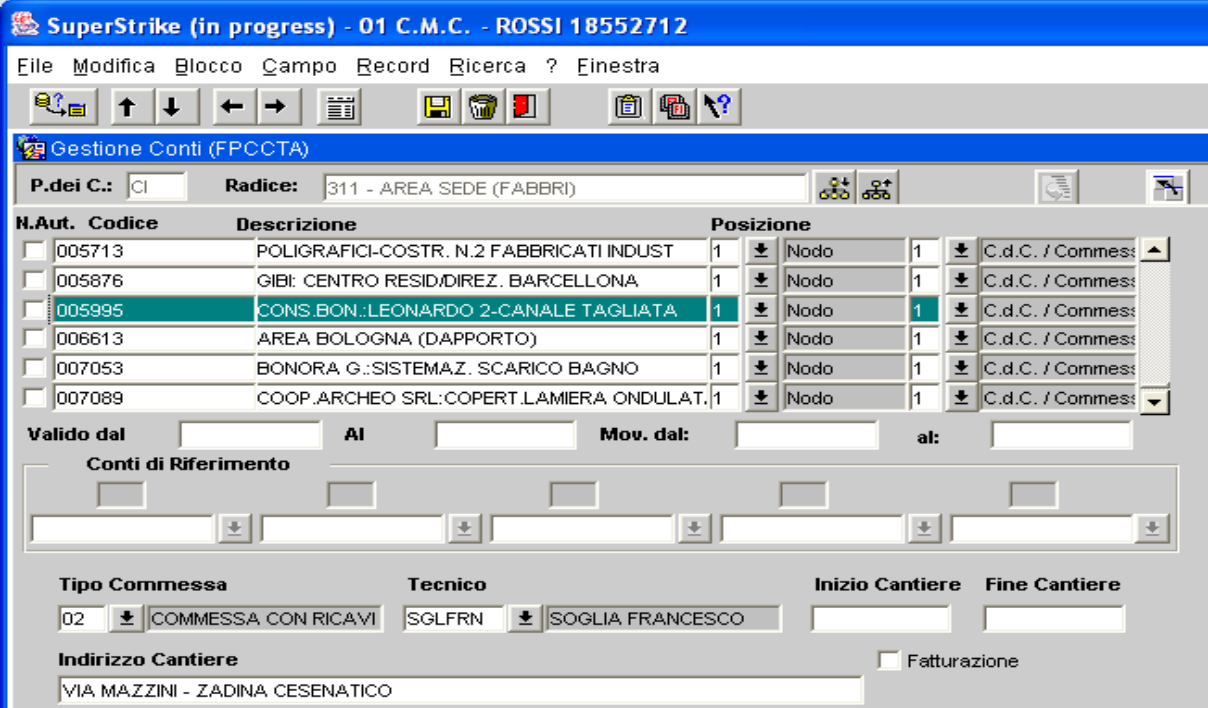 SuperStrike (in progress) - 01 C.M.C. - ROSSI 18552712
File Modifica Blocco Campo Record Ricerca ? Finestra
Gestione Conti (FPCCTA)
P.dei C.: CI Radice: 311 - AREA SEDE (FABBRI)
N.Aut. Codice Descrizione Posizione
005713 POLIGRAFICI-COSTR. N.2 FABBRICATI INDUST 1 Nodo 1 C.d.C. / Commess
005876 GIBI: CENTRO RESID/DIREZ. BARCELLONA 1 Nodo 1 C.d.C. / Commess
005995 CONS.BON.:LEONARDO 2-CANALE TAGLIATA 1 Nodo 1 C.d.C. / Commess
006613 AREA BOLOGNA (DAPPORTO) 1 Nodo 1 C.d.C. / Commess
007053 BONORA G.:SISTEMAZ. SCARICO BAGNO 1 Nodo 1 C.d.C. / Commess
007089 COOP.ARCHEO SRL:COPERT.LAMIERA ONDULAT. 1 Nodo 1 C.d.C. / Commess
Valido dal Al Mov. dal: al:
Conti di Riferimento
Tipo Commessa Tecnico Inizio Cantiere Fine Cantiere
02 COMMESSA CON RICAVI SGLFRN SOGLIA FRANCESCO
Indirizzo Cantiere Fatturazione
VIA MAZZINI - ZADINA CESENATICO